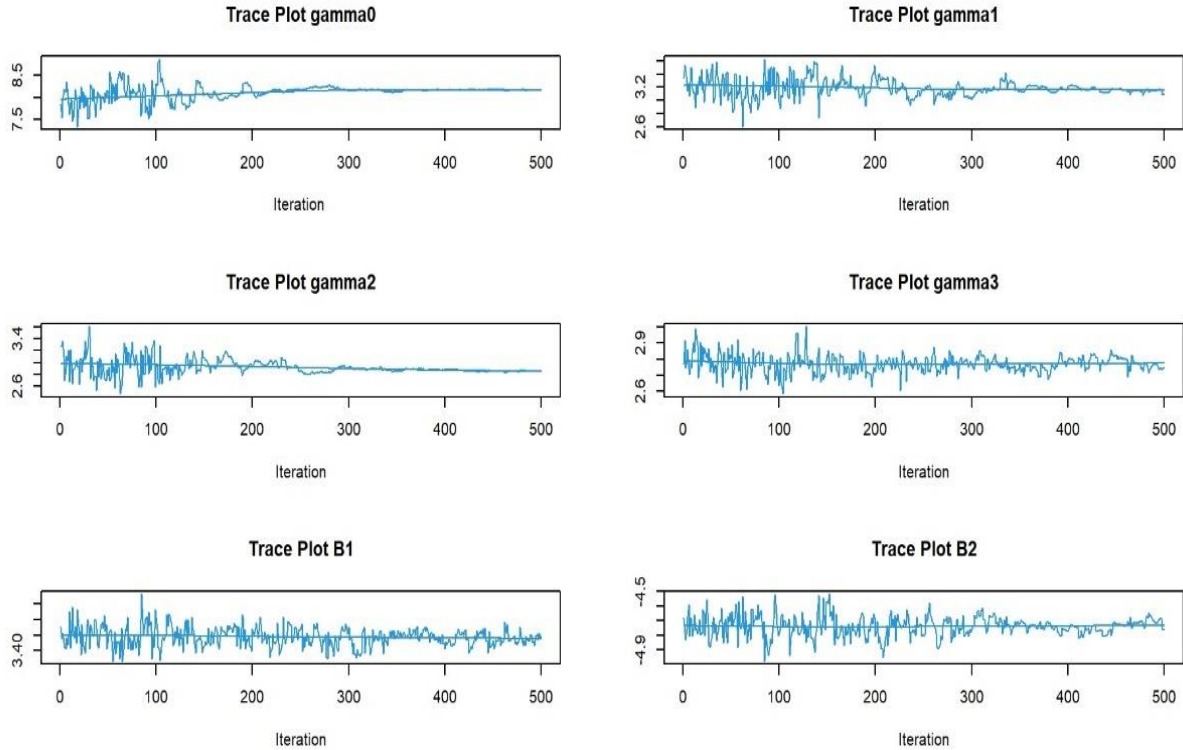 Trace Plot gamma0
8.5
7.5
0 100 200 300 400 500
Iteration
Trace Plot gamma1
3.2
2.6
0 100 200 300 400 500
Iteration
Trace Plot gamma2
3.4
2.6
0 100 200 300 400 500
Iteration
Trace Plot gamma3
2.9
2.6
0 100 200 300 400 500
Iteration
Trace Plot B1
3.40
0 100 200 300 400 500
Iteration
Trace Plot B2
-4.5
-4.9
0 100 200 300 400 500
Iteration